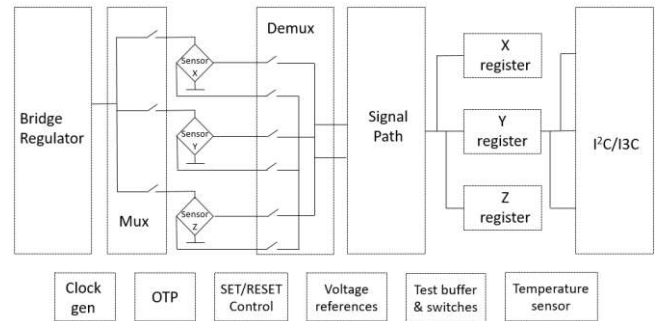 Demux
X
register
Sensor
X
Bridge
Regulator
Sensor
Y
Signal
Path
Y
register
I²C/I3C
Mux
Sensor
Z
Z
register
Clock
gen
OTP
SET/RESET
Control
Voltage
references
Test buffer
& switches
Temperature
sensor